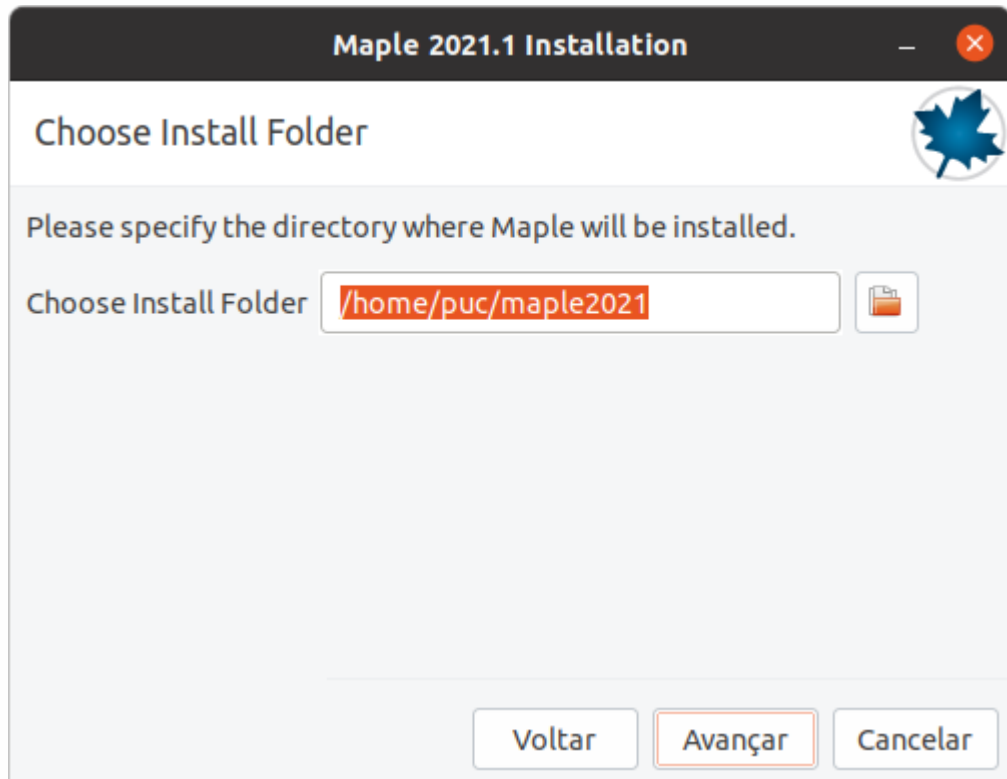 Maple 2021.1 Installation
Choose Install Folder
Please specify the directory where Maple will be installed.
Choose Install Folder /home/puc/maple2021
Voltar Avançar Cancelar